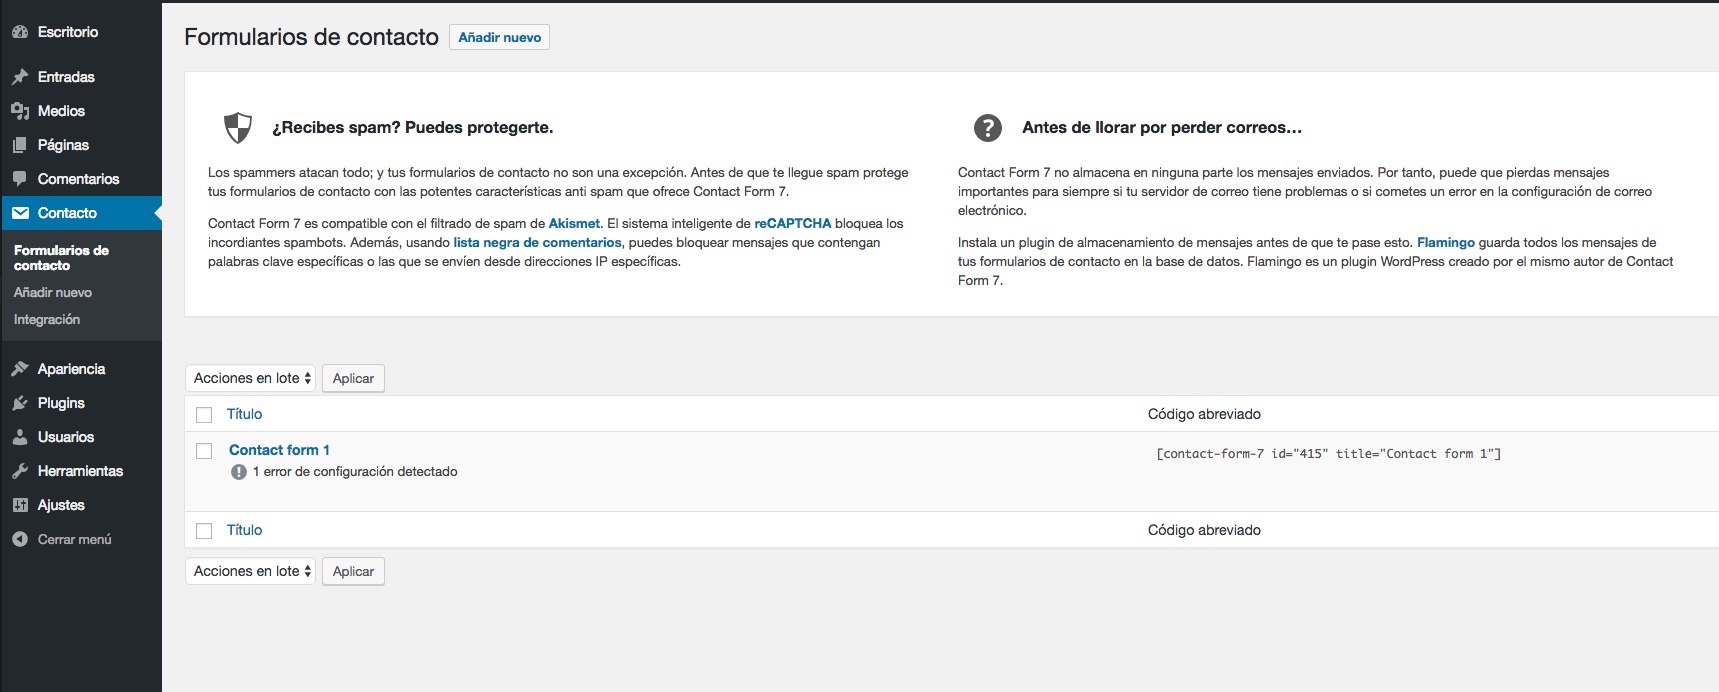 Escritorio
Entradas
Medios
Páginas
Comentarios
Contacto
Formularios de
contacto
Añadir nuevo
Integración
Apariencia
Plugins
Usuarios
Herramientas
Ajustes
Cerrar menú
Formularios de contacto
Añadir nuevo
¿Recibes spam? Puedes protegerte.
Los spammers atacan todo; y tus formularios de contacto no son una excepción. Antes de que te llegue spam protege
tus formularios de contacto con las potentes características anti spam que ofrece Contact Form 7.
Contact Form 7 es compatible con el filtrado de spam de Akismet. El sistema inteligente de reCAPTCHA bloquea los
incordiantes spambots. Además, usando lista negra de comentarios, puedes bloquear mensajes que contengan
palabras clave específicas o las que se envíen desde direcciones IP específicas.
Antes de llorar por perder correos…
Contact Form 7 no almacena en ninguna parte los mensajes enviados. Por tanto, puede que pierdas mensajes
importantes para siempre si tu servidor de correo tiene problemas o si cometes un error en la configuración de correo
electrónico.
Instala un plugin de almacenamiento de mensajes antes de que te pase esto. Flamingo guarda todos los mensajes de
tus formularios de contacto en la base de datos. Flamingo es un plugin WordPress creado por el mismo autor de Contact
Form 7.
Acciones en lote
Aplicar
Título
Código abreviado
Contact form 1
[contact-form-7 id="415" title="Contact form 1"]
1 error de configuración detectado
Título
Código abreviado
Acciones en lote
Aplicar